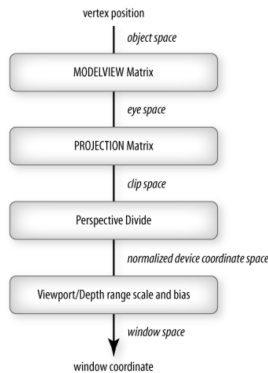 vertex position
object space
MODELVIEW Matrix
eye space
PROJECTION Matrix
clip space
Perspective Divide
normalized device coordinate space
Viewport/Depth range scale and bias
window space
window coordinate